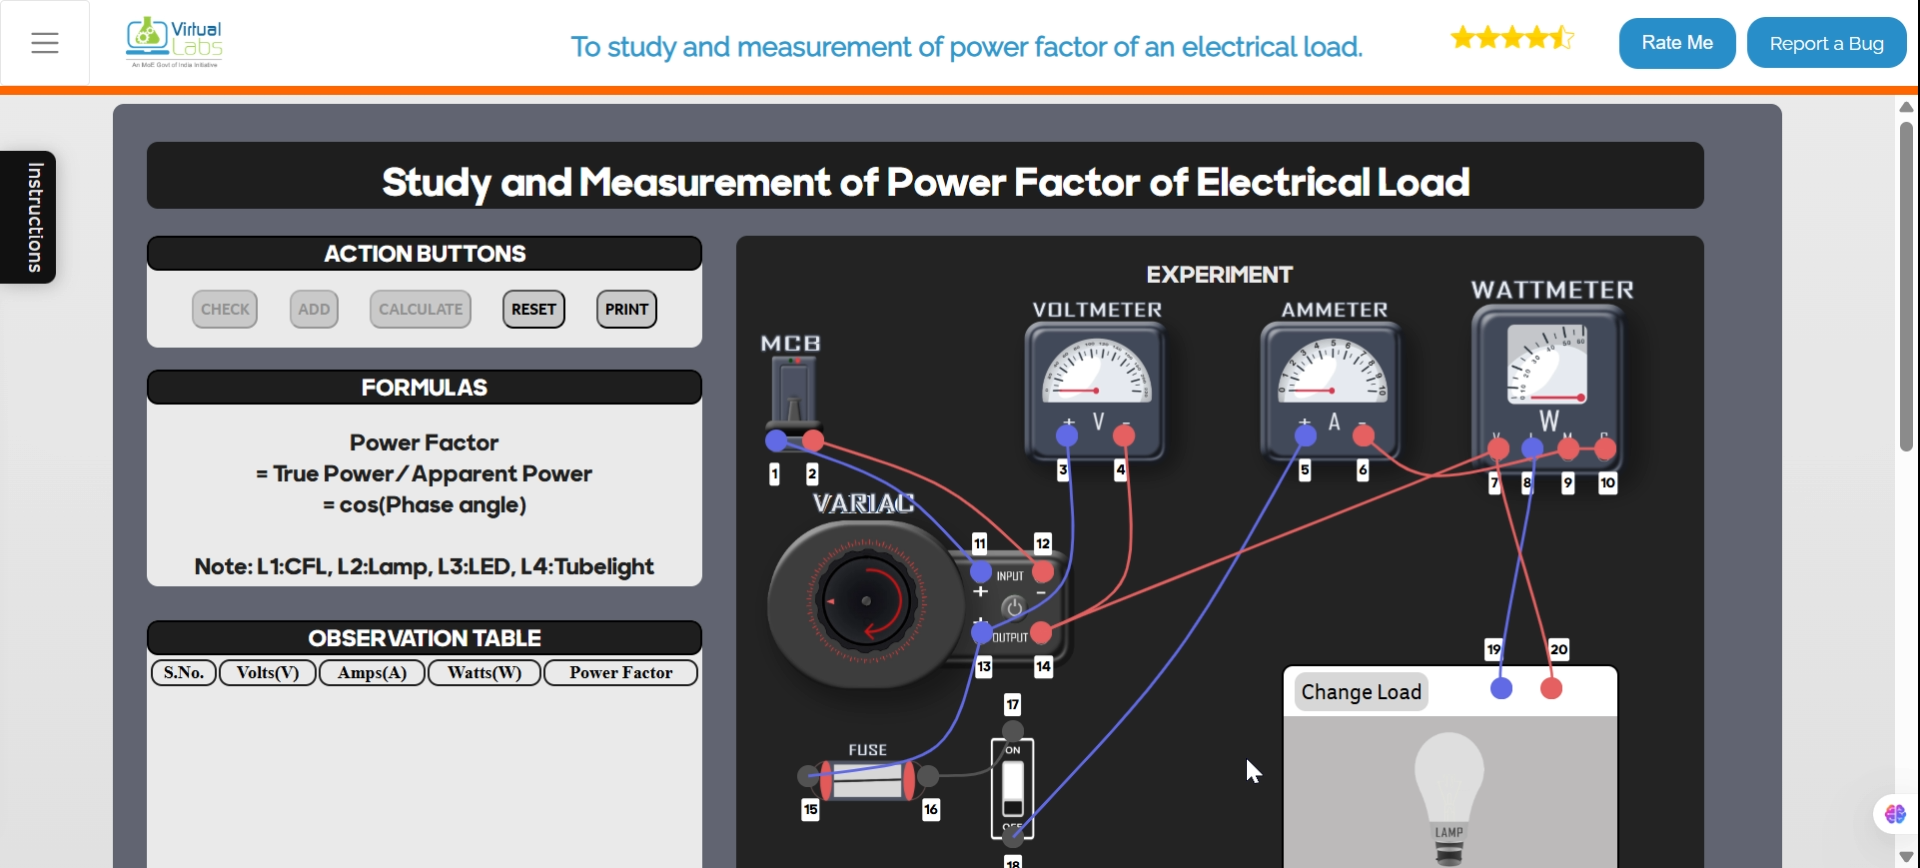 Virtual
Labs
An MoE Govt of India Initiative
To study and measurement of power factor of an electrical load.
Rate Me
Report a Bug
Instructions
Study and Measurement of Power Factor of Electrical Load
ACTION BUTTONS
CHECK
ADD
CALCULATE
RESET
PRINT
FORMULAS
Power Factor
= True Power/Apparent Power
= cos(Phase angle)
Note: L1:CFL, L2:Lamp, L3:LED, L4:Tubelight
OBSERVATION TABLE
S.No. Volts(V) Amps(A) Watts(W) Power Factor
EXPERIMENT
MCB
1 2
VOLTMETER
+ V -
3 4
AMMETER
+ A -
5 6
WATTMETER
W
7 8 9 10
VARIAC
11 12
INPUT
+ -
OUTPUT
13 14
FUSE
15 16
17
ON
OFF
18
19 20
Change Load
LAMP